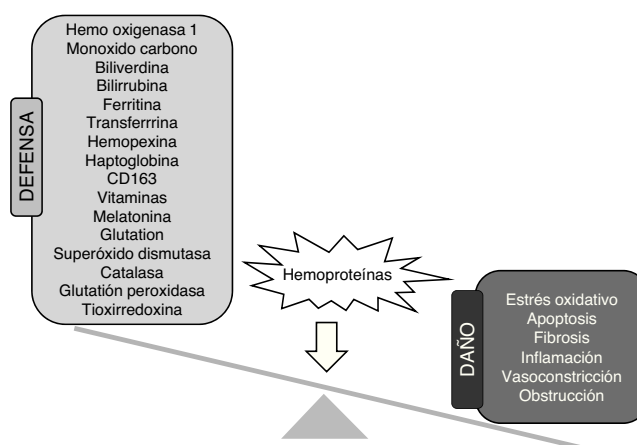 DEFENSA
Hemo oxigenasa 1
Monoxido carbono
Biliverdina
Bilirrubina
Ferritina
Transferrrina
Hemopexina
Haptoglobina
CD163
Vitaminas
Melatonina
Glutation
Superóxido dismutasa
Catalasa
Glutatión peroxidasa
Tioxirredoxina
Hemoproteínas
DAÑO
Estrés oxidativo
Apoptosis
Fibrosis
Inflamación
Vasoconstricción
Obstrucción